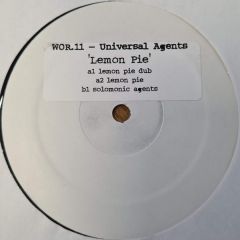 WOR.11 - Universal Agents
'Lemon Pie'
a1 lemon pie dub
a2 lemon pie
b1 solomonic agents